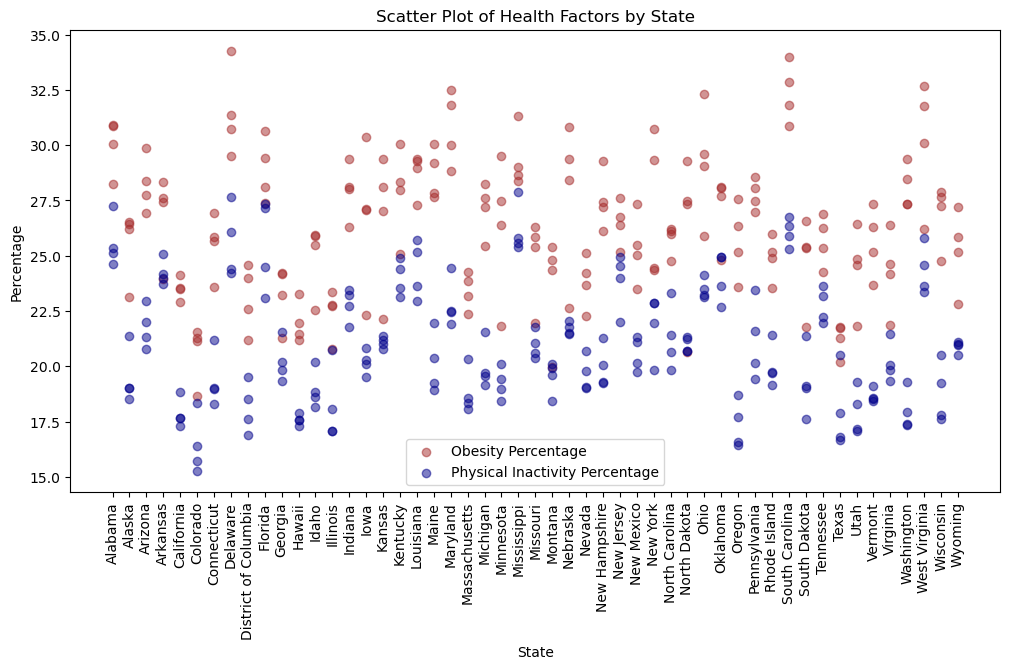 Scatter Plot of Health Factors by State
Percentage
35.0
32.5
30.0
27.5
25.0
22.5
20.0
17.5
15.0
Obesity Percentage
Physical Inactivity Percentage
Alabama
Alaska
Arizona
Arkansas
California
Colorado
Connecticut
Delaware
District of Columbia
Florida
Georgia
Hawaii
Idaho
Illinois
Indiana
Iowa
Kansas
Kentucky
Louisiana
Maine
Maryland
Massachusetts
Michigan
Minnesota
Mississippi
Missouri
Montana
Nebraska
Nevada
New Hampshire
New Jersey
New Mexico
New York
North Carolina
North Dakota
Ohio
Oklahoma
Oregon
Pennsylvania
Rhode Island
South Carolina
South Dakota
Tennessee
Texas
Utah
Vermont
Virginia
Washington
West Virginia
Wisconsin
Wyoming
State